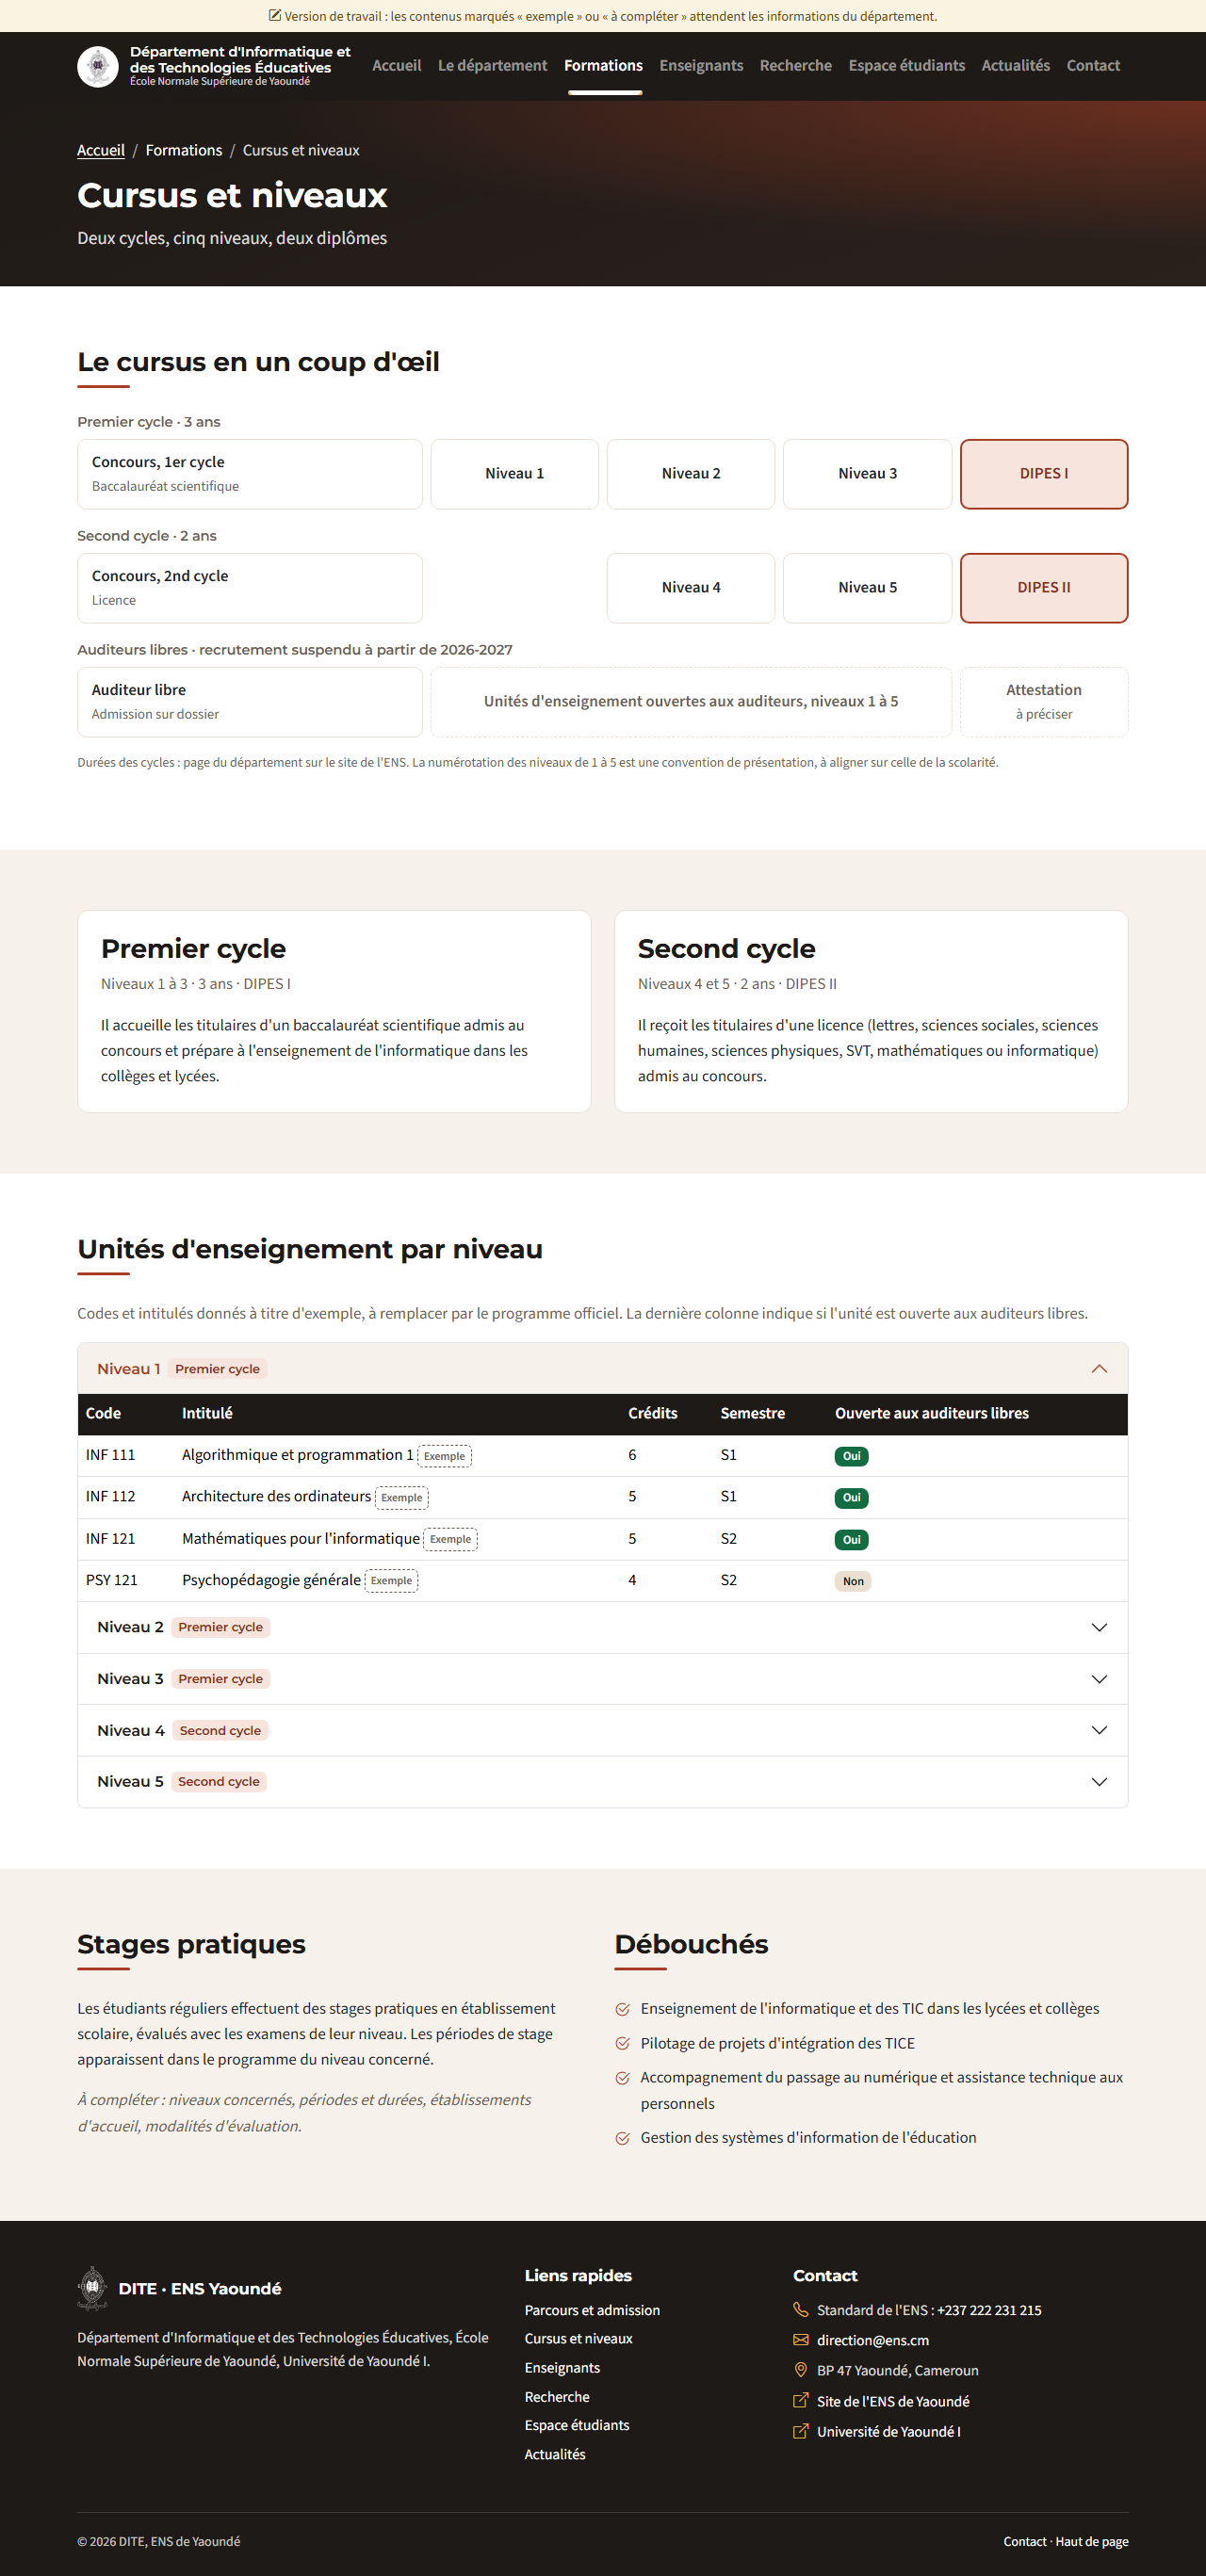 Version de travail : les contenus marqués « exemple » ou « à compléter » attendent les informations du département.
Département d'Informatique et
des Technologies Éducatives
École Normale Supérieure de Yaoundé
Accueil Le département Formations Enseignants Recherche Espace étudiants Actualités Contact
Accueil / Formations / Cursus et niveaux
Cursus et niveaux
Deux cycles, cinq niveaux, deux diplômes
Le cursus en un coup d'œil
Premier cycle · 3 ans
Concours, 1er cycle
Baccalauréat scientifique
Niveau 1
Niveau 2
Niveau 3
DIPES I
Second cycle · 2 ans
Concours, 2nd cycle
Licence
Niveau 4
Niveau 5
DIPES II
Auditeurs libres · recrutement suspendu à partir de 2026-2027
Auditeur libre
Admission sur dossier
Unités d'enseignement ouvertes aux auditeurs, niveaux 1 à 5
Attestation
à préciser
Durées des cycles : page du département sur le site de l'ENS. La numérotation des niveaux de 1 à 5 est une convention de présentation, à aligner sur celle de la scolarité.
Premier cycle
Niveaux 1 à 3 · 3 ans · DIPES I
Il accueille les titulaires d'un baccalauréat scientifique admis au
concours et prépare à l'enseignement de l'informatique dans les
collèges et lycées.
Second cycle
Niveaux 4 et 5 · 2 ans · DIPES II
Il reçoit les titulaires d'une licence (lettres, sciences sociales, sciences
humaines, sciences physiques, SVT, mathématiques ou informatique)
admis au concours.
Unités d'enseignement par niveau
Codes et intitulés donnés à titre d'exemple, à remplacer par le programme officiel. La dernière colonne indique si l'unité est ouverte aux auditeurs libres.
Niveau 1 Premier cycle
Code Intitulé Crédits Semestre Ouverte aux auditeurs libres
INF 111 Algorithmique et programmation 1 Exemple 6 S1 Oui
INF 112 Architecture des ordinateurs Exemple 5 S1 Oui
INF 121 Mathématiques pour l'informatique Exemple 5 S2 Oui
PSY 121 Psychopédagogie générale Exemple 4 S2 Non
Niveau 2 Premier cycle
Niveau 3 Premier cycle
Niveau 4 Second cycle
Niveau 5 Second cycle
Stages pratiques
Les étudiants réguliers effectuent des stages pratiques en établissement
scolaire, évalués avec les examens de leur niveau. Les périodes de stage
apparaissent dans le programme du niveau concerné.
À compléter : niveaux concernés, périodes et durées, établissements
d'accueil, modalités d'évaluation.
Débouchés
Enseignement de l'informatique et des TIC dans les lycées et collèges
Pilotage de projets d'intégration des TICE
Accompagnement du passage au numérique et assistance technique aux
personnels
Gestion des systèmes d'information de l'éducation
DITE · ENS Yaoundé
Département d'Informatique et des Technologies Éducatives, École
Normale Supérieure de Yaoundé, Université de Yaoundé I.
Liens rapides
Parcours et admission
Cursus et niveaux
Enseignants
Recherche
Espace étudiants
Actualités
Contact
Standard de l'ENS : +237 222 231 215
direction@ens.cm
BP 47 Yaoundé, Cameroun
Site de l'ENS de Yaoundé
Université de Yaoundé I
© 2026 DITE, ENS de Yaoundé
Contact · Haut de page